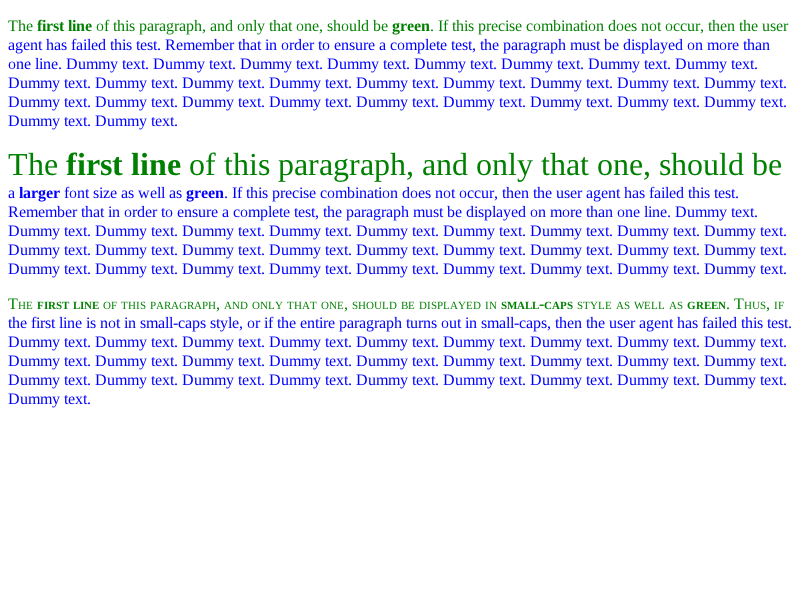 The first line of this paragraph, and only that one, should be green. If this precise combination does not occur, then the user
agent has failed this test. Remember that in order to ensure a complete test, the paragraph must be displayed on more than
one line. Dummy text. Dummy text. Dummy text. Dummy text. Dummy text. Dummy text. Dummy text. Dummy text.
Dummy text. Dummy text. Dummy text. Dummy text. Dummy text. Dummy text. Dummy text. Dummy text. Dummy text.
Dummy text. Dummy text. Dummy text. Dummy text. Dummy text. Dummy text. Dummy text. Dummy text. Dummy text.
Dummy text. Dummy text.
The first line of this paragraph, and only that one, should be
a larger font size as well as green. If this precise combination does not occur, then the user agent has failed this test.
Remember that in order to ensure a complete test, the paragraph must be displayed on more than one line. Dummy text.
Dummy text. Dummy text. Dummy text. Dummy text. Dummy text. Dummy text. Dummy text. Dummy text. Dummy text.
Dummy text. Dummy text. Dummy text. Dummy text. Dummy text. Dummy text. Dummy text. Dummy text. Dummy text.
Dummy text. Dummy text. Dummy text. Dummy text. Dummy text. Dummy text. Dummy text. Dummy text. Dummy text.
The first line of this paragraph, and only that one, should be displayed in small-caps style as well as green. Thus, if
the first line is not in small-caps style, or if the entire paragraph turns out in small-caps, then the user agent has failed this test.
Dummy text. Dummy text. Dummy text. Dummy text. Dummy text. Dummy text. Dummy text. Dummy text. Dummy text.
Dummy text. Dummy text. Dummy text. Dummy text. Dummy text. Dummy text. Dummy text. Dummy text. Dummy text.
Dummy text. Dummy text. Dummy text. Dummy text. Dummy text. Dummy text. Dummy text. Dummy text. Dummy text.
Dummy text.